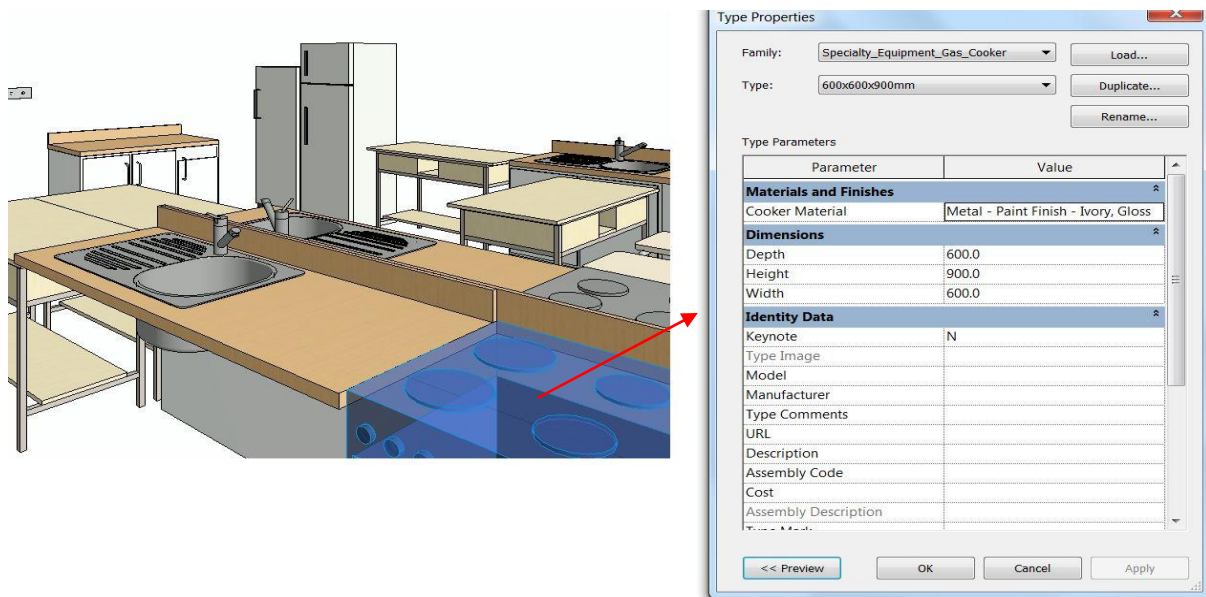 Type Properties
Family: Specialty_Equipment_Gas_Cooker Load...
Type: 600x600x900mm Duplicate...
Rename...
Type Parameters
Parameter Value
Materials and Finishes
Cooker Material Metal - Paint Finish - Ivory, Gloss
Dimensions
Depth 600.0
Height 900.0
Width 600.0
Identity Data
Keynote N
Type Image
Model
Manufacturer
Type Comments
URL
Description
Assembly Code
Cost
Assembly Description
Type Mark
<< Preview OK Cancel Apply